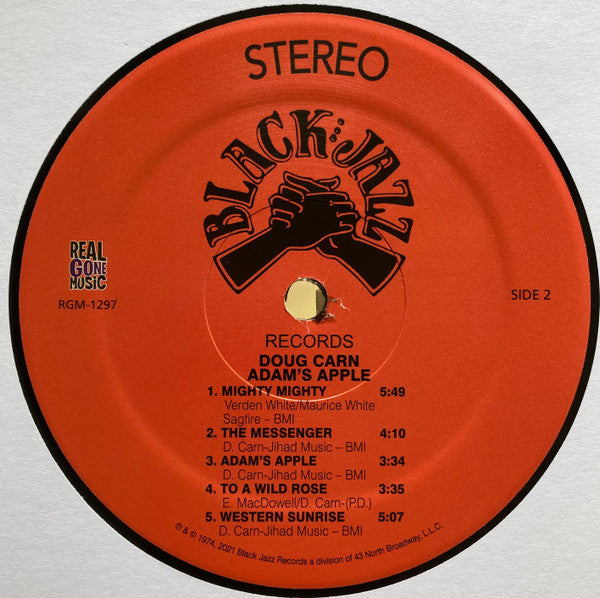 STEREO
BLACK JAZZ
REAL
GONE
MUSIC
RGM-1297
SIDE 2
RECORDS
DOUG CARN
ADAM'S APPLE
1. MIGHTY MIGHTY 5:49
Verden White/Maurice White
Sagfire – BMI
2. THE MESSENGER 4:10
D. Carn-Jihad Music – BMI
3. ADAM'S APPLE 3:34
D. Carn-Jihad Music – BMI
4. TO A WILD ROSE 3:35
E. MacDowell/D. Carn-(P.D.)
5. WESTERN SUNRISE 5:07
D. Carn-Jihad Music – BMI
℗ & © 1974, 2021 Black Jazz Records a division of 43 North Broadway, L.L.C.